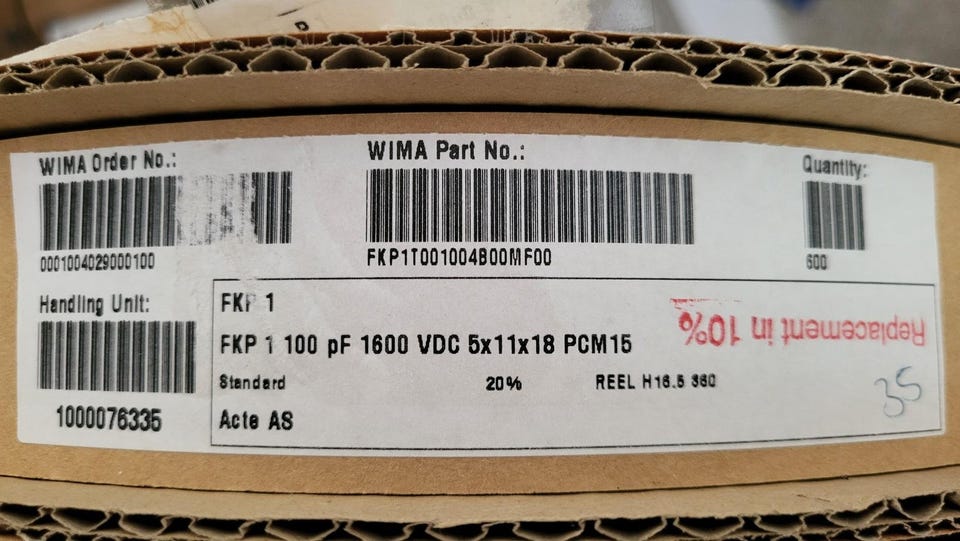 WIMA Order No.:
0001004029000100
WIMA Part No.:
FKP1T001004B00MF00
Quantity:
600
Handling Unit:
1000076335
FKP 1
FKP 1 100 pF 1600 VDC 5x11x18 PCM15
Standard 20% REEL H16.5 360
Acte AS
Replacement in 10%
35